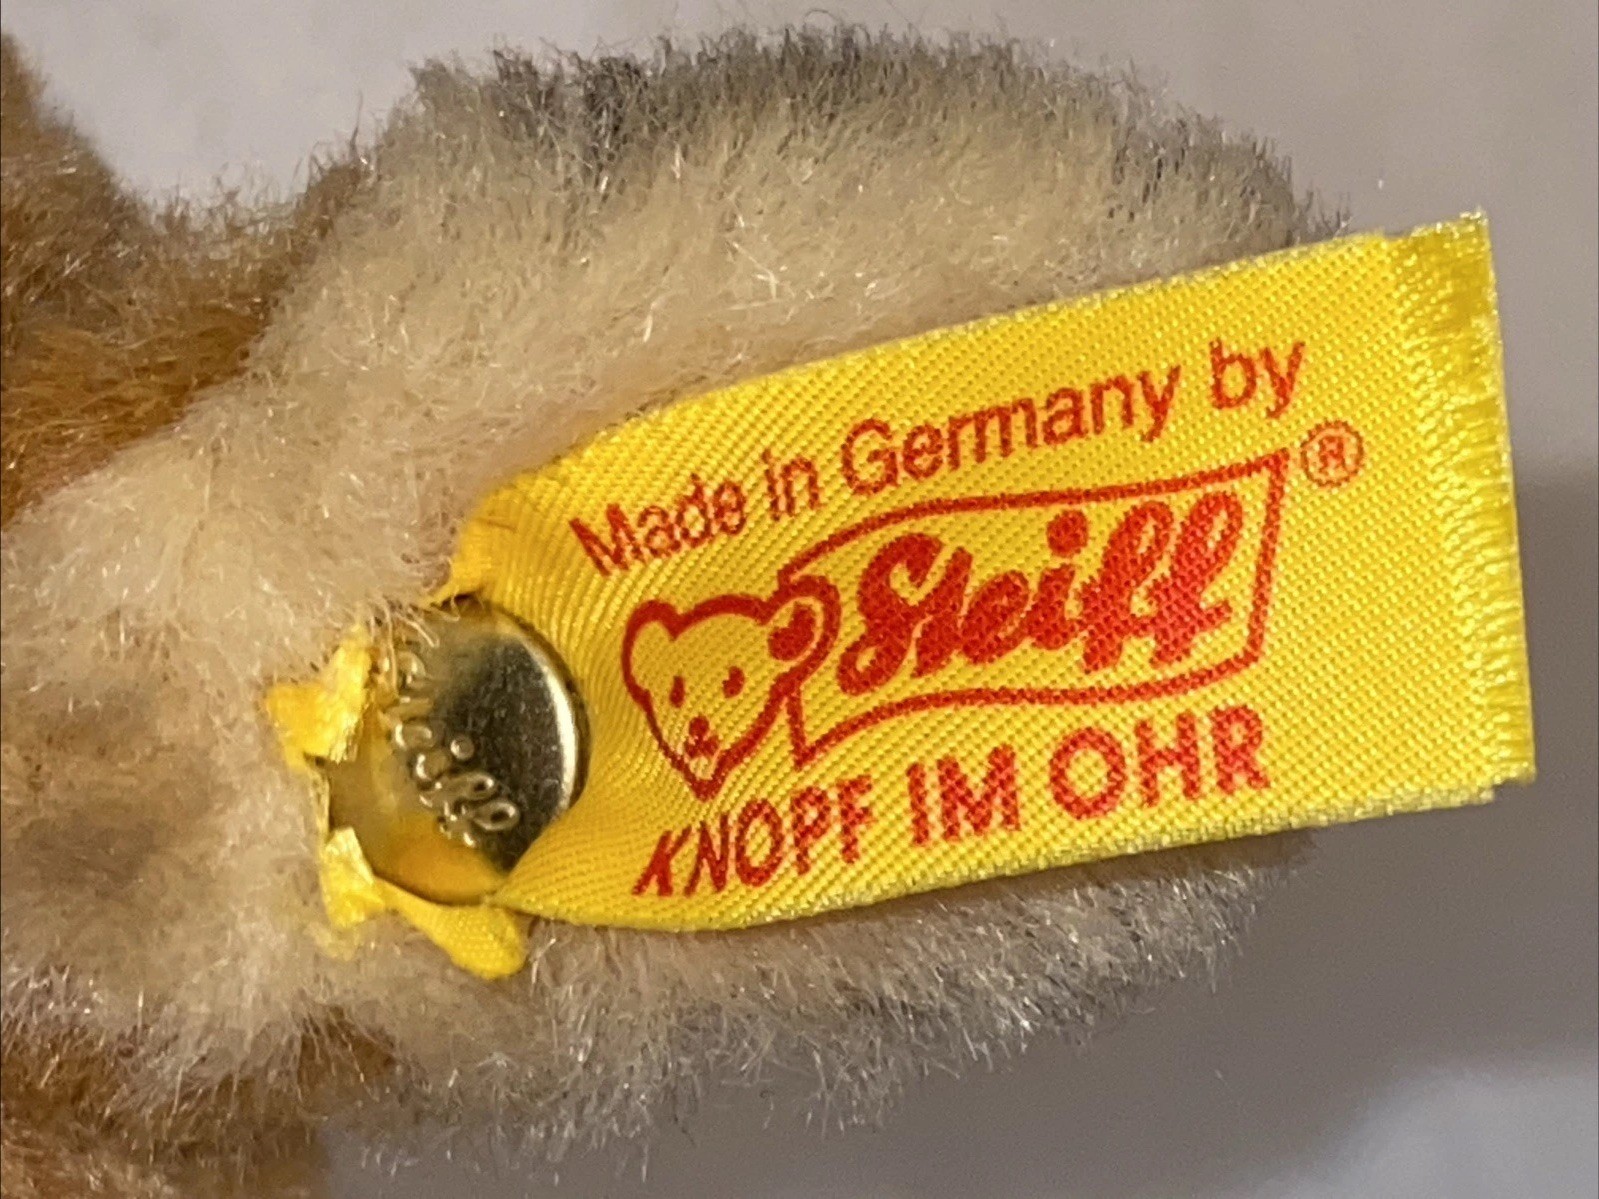 Made in Germany by
Steiff®
KNOPF IM OHR
Steiff